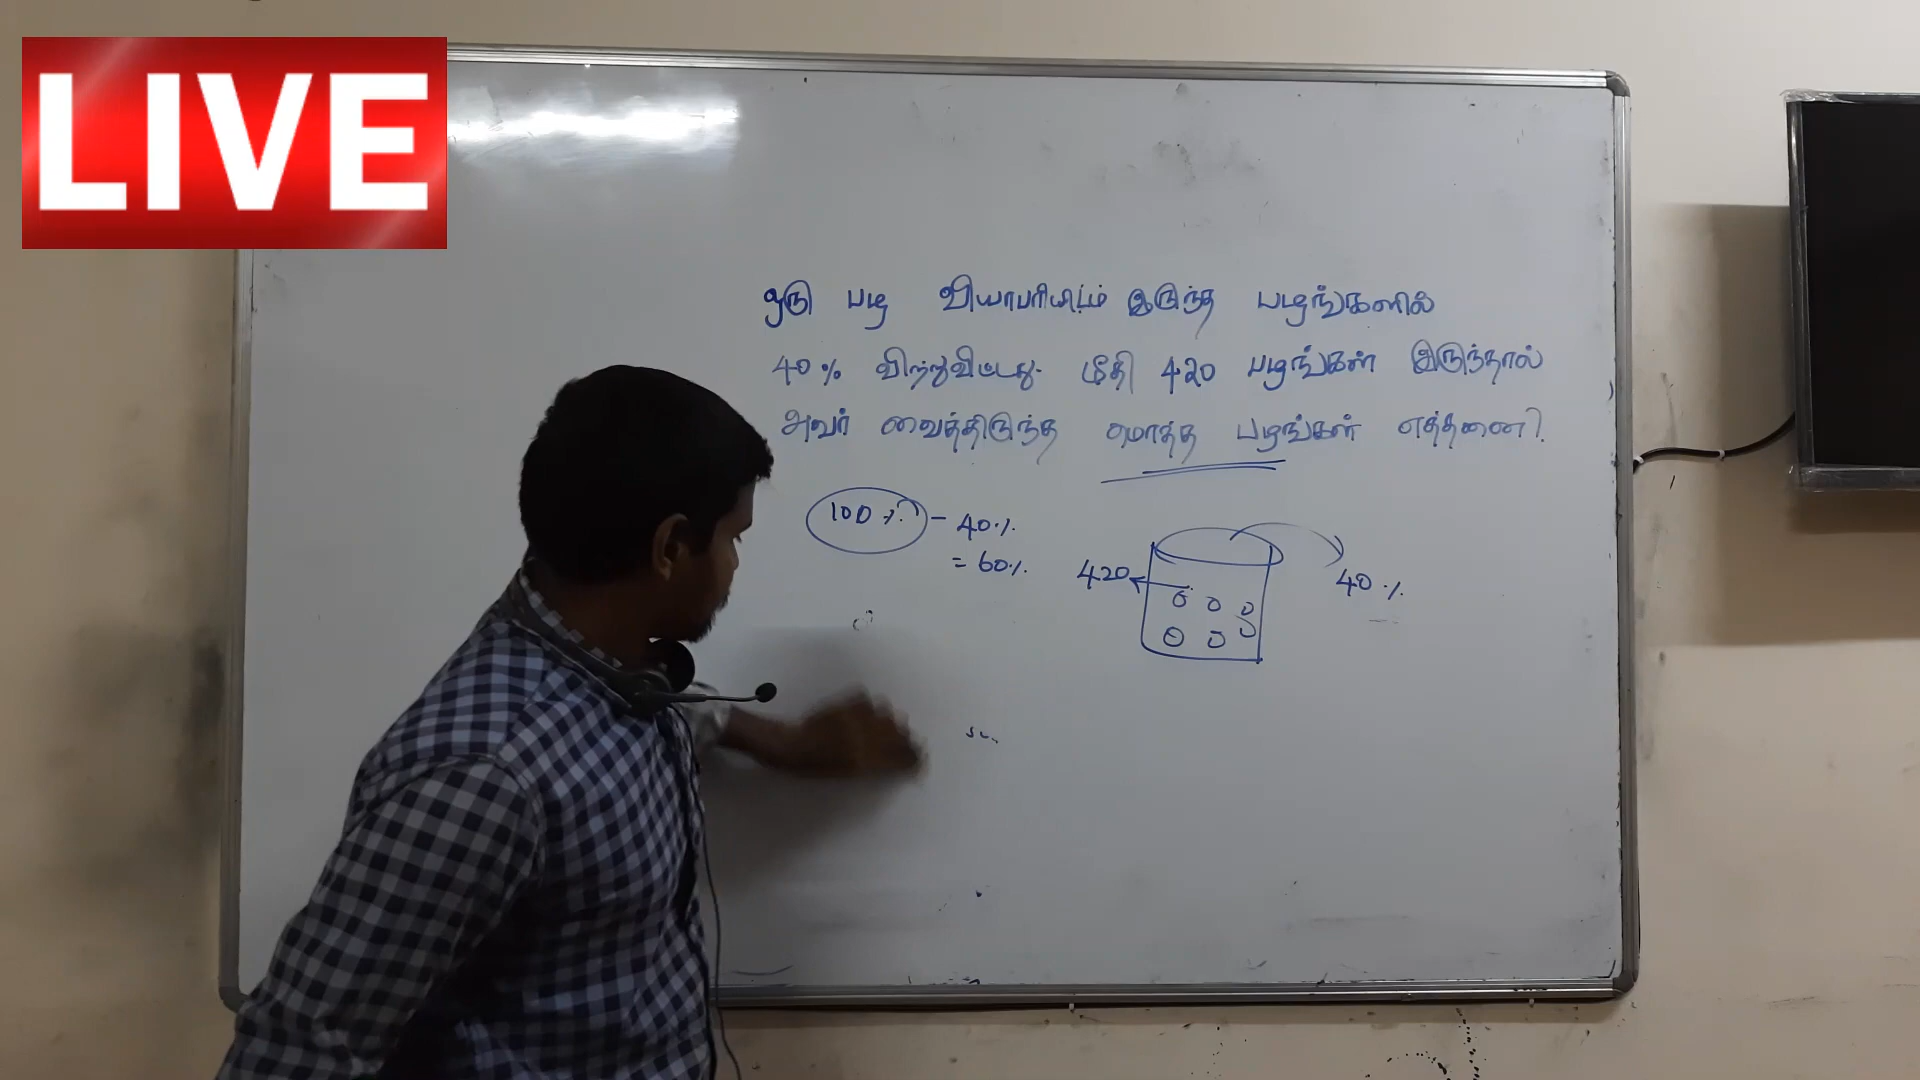 LIVE
ஒரு பழ வியாபாரியிடம் இருந்த பழங்களில்
40% விற்றுவிட்டது. மீதி 420 பழங்கள் இருந்தால்
அவர் வைத்திருந்த மொத்த பழங்கள் எத்தனை?
100% - 40%
= 60%
420
40%